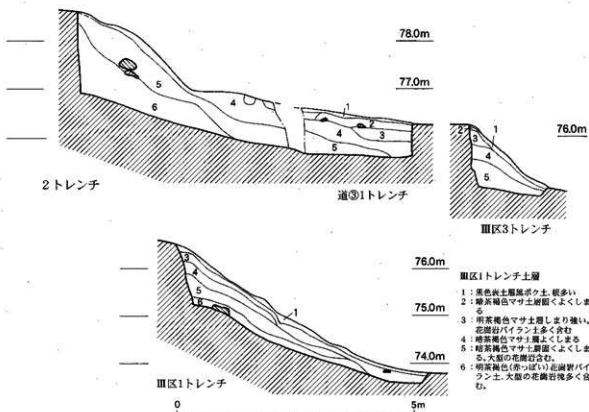 78.0m
77.0m
76.0m
2トレンチ
道③1トレンチ
Ⅲ区3トレンチ
76.0m
75.0m
74.0m
Ⅲ区1トレンチ
0
5m
Ⅲ区1トレンチ土層
1：黒色表土層黒ボク土、根多い
2：暗茶褐色マサ土層固くよくしま
る
3：明茶褐色マサ土層しまり強い。
花崗岩バイラン土多く含む
4：暗茶褐色マサ土層よくしまる
5：暗茶褐色マサ土層固くよくしま
る。大型の花崗岩含む。
6：明茶褐色(赤っぽい)花崗岩バイ
ラン土、大型の花崗岩塊多く含
む。
1
2
3
4
5
6